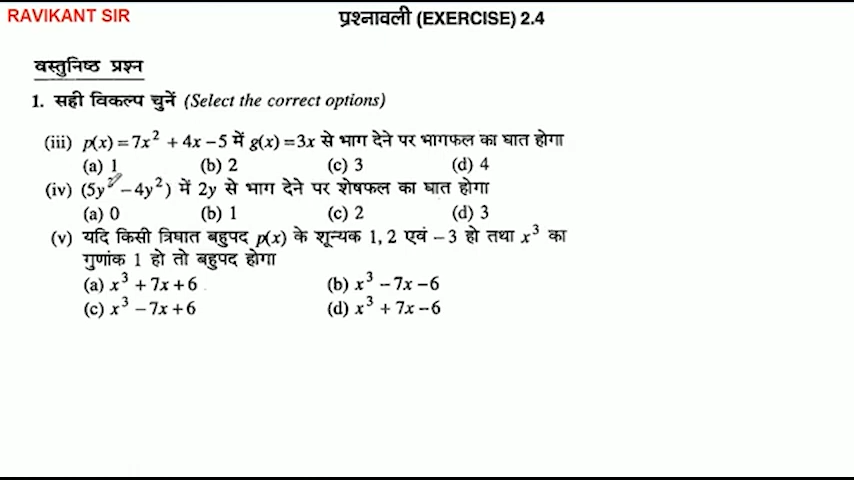 RAVIKANT SIR
प्रश्नावली (EXERCISE) 2.4
वस्तुनिष्ठ प्रश्न
1. सही विकल्प चुनें (Select the correct options)
(iii) p(x) = 7x² + 4x – 5 में g(x) = 3x से भाग देने पर भागफल का घात होगा
(a) 1 (b) 2 (c) 3 (d) 4
(iv) (5y – 4y²) में 2y से भाग देने पर शेषफल का घात होगा
(a) 0 (b) 1 (c) 2 (d) 3
(v) यदि किसी त्रिघात बहुपद p(x) के शून्यक 1, 2 एवं – 3 हो तथा x³ का
गुणांक 1 हो तो बहुपद होगा
(a) x³ + 7x + 6 (b) x³ – 7x – 6
(c) x³ – 7x + 6 (d) x³ + 7x – 6